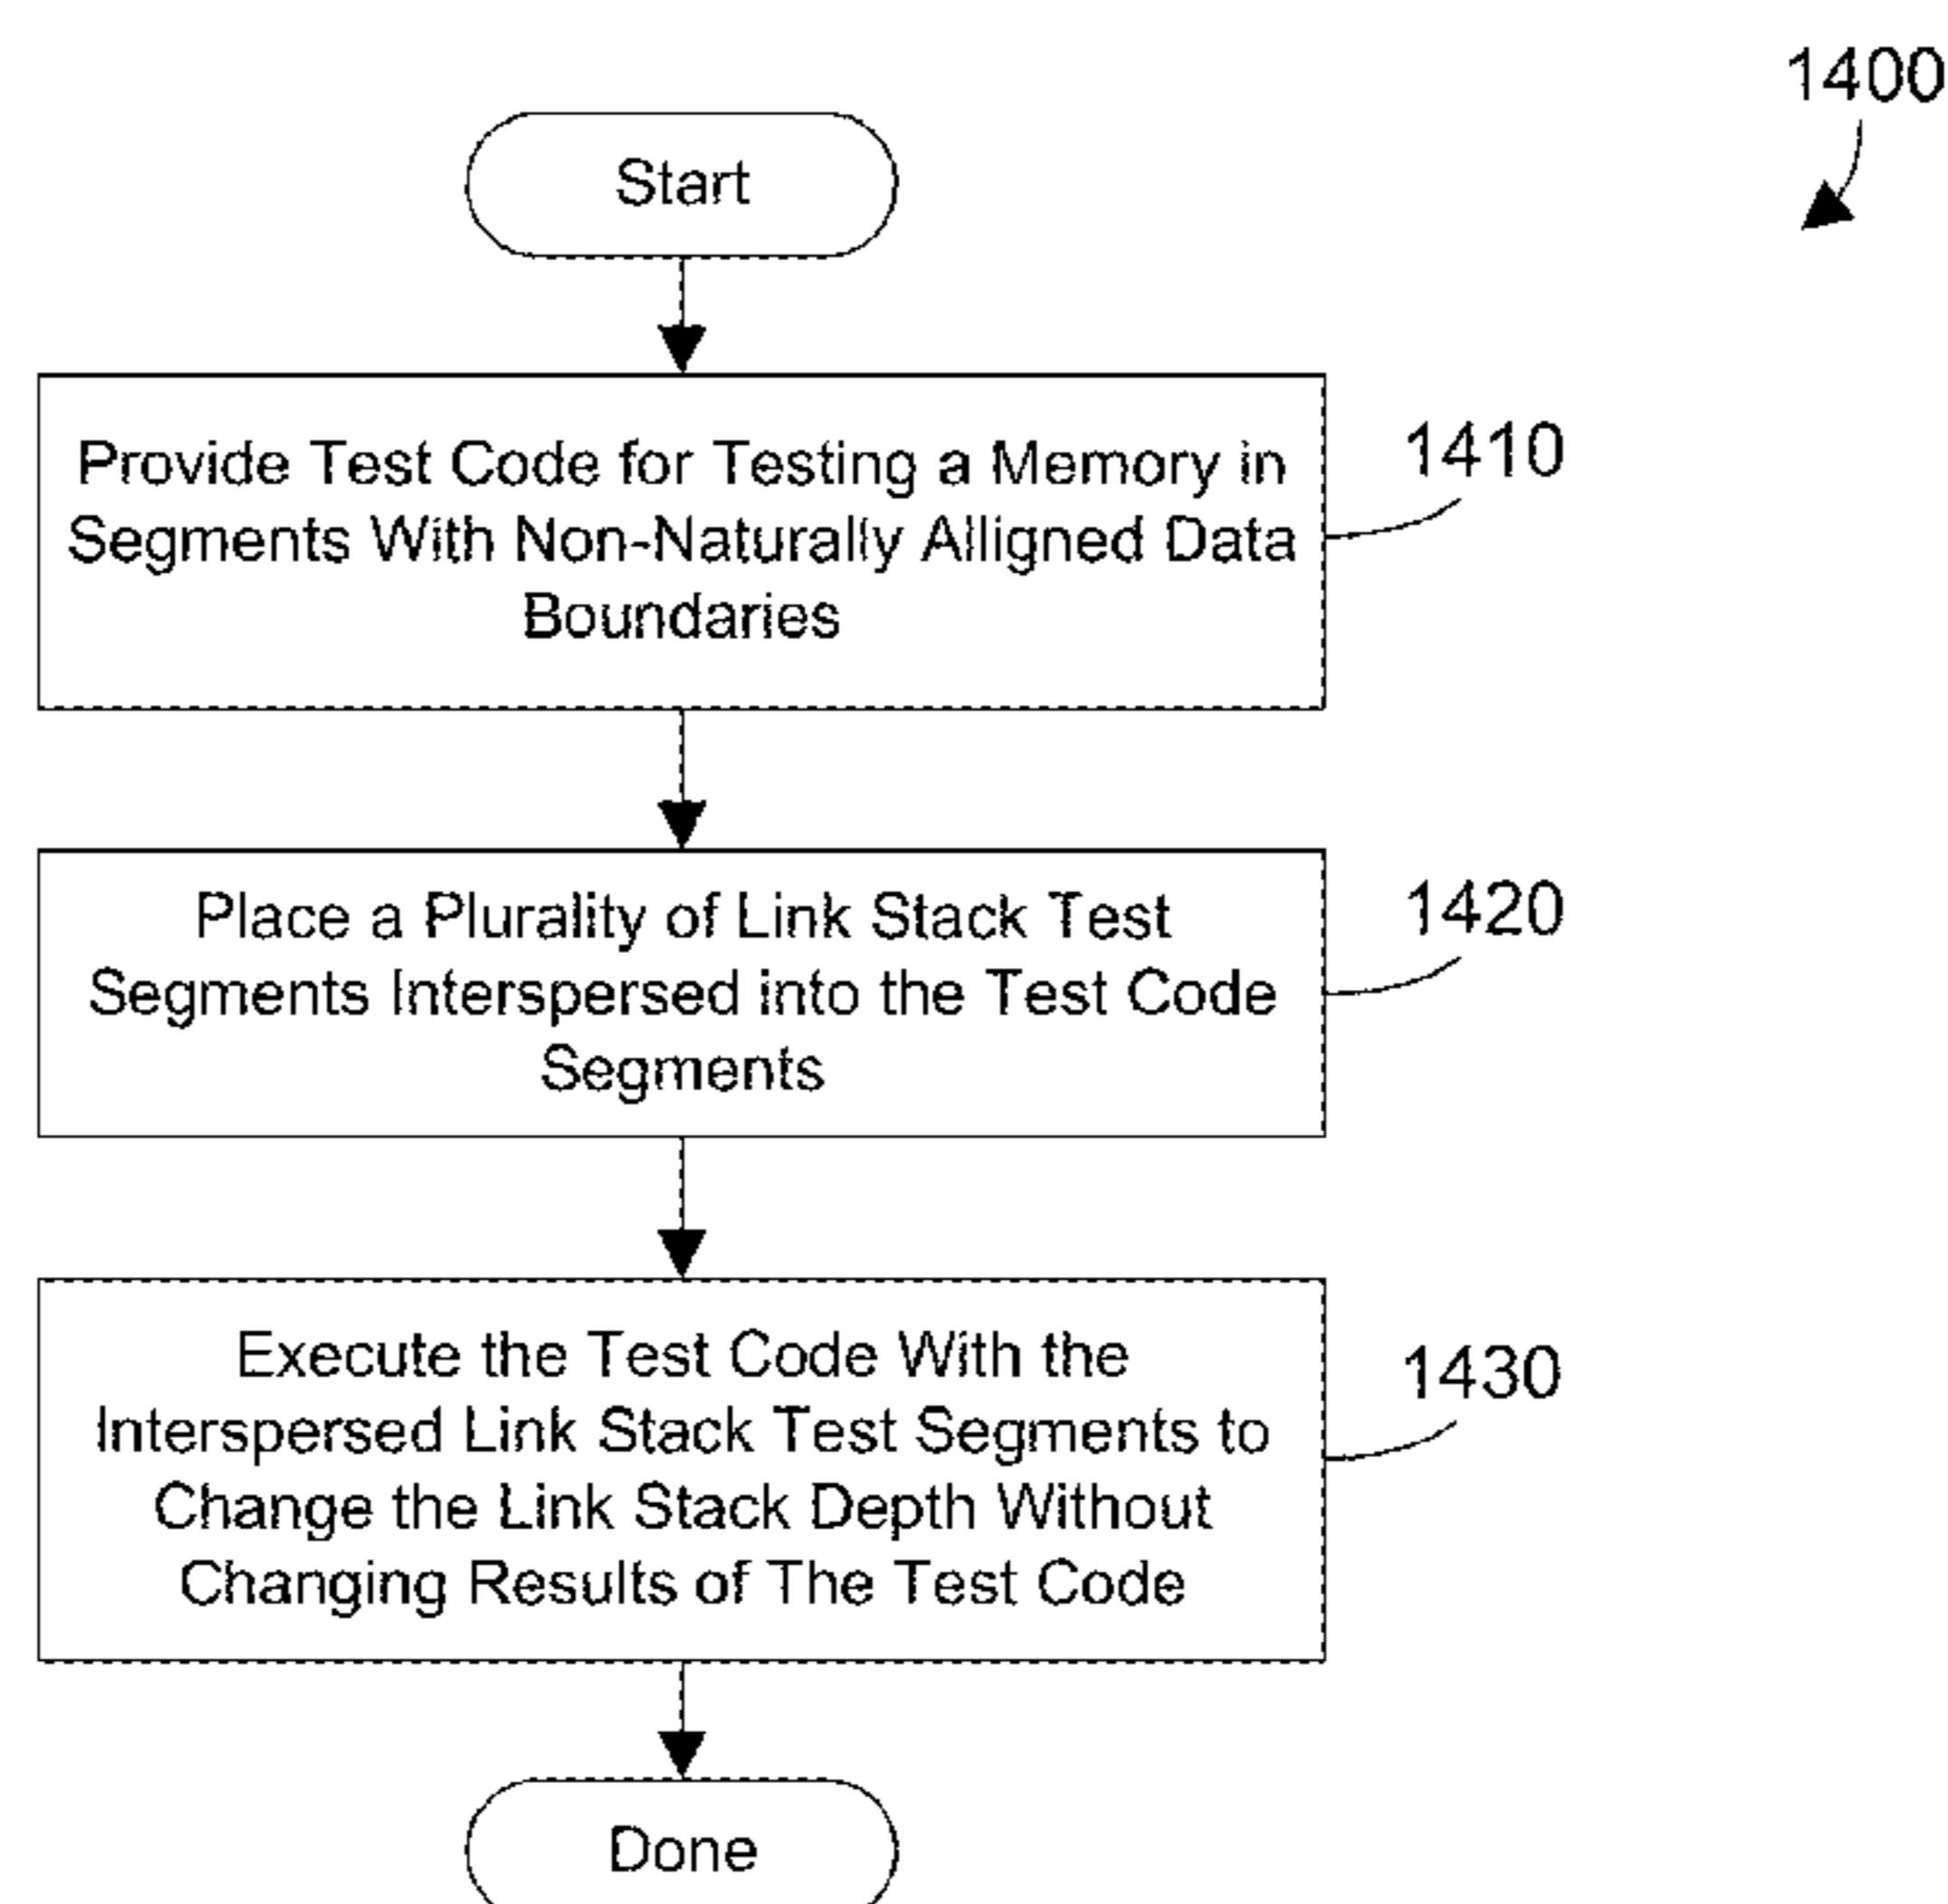 1400
Start
Provide Test Code for Testing a Memory in
Segments With Non-Naturally Alligned Data
Boundaries
1410
Place a Plurality of Link Stack Test
Segments Interspersed into the Test Code
Segments
1420
Execute the Test Code With the
Interspersed Link Stack Test Segments to
Change the Link Stack Depth Without
Changing Results of The Test Code
1430
Done